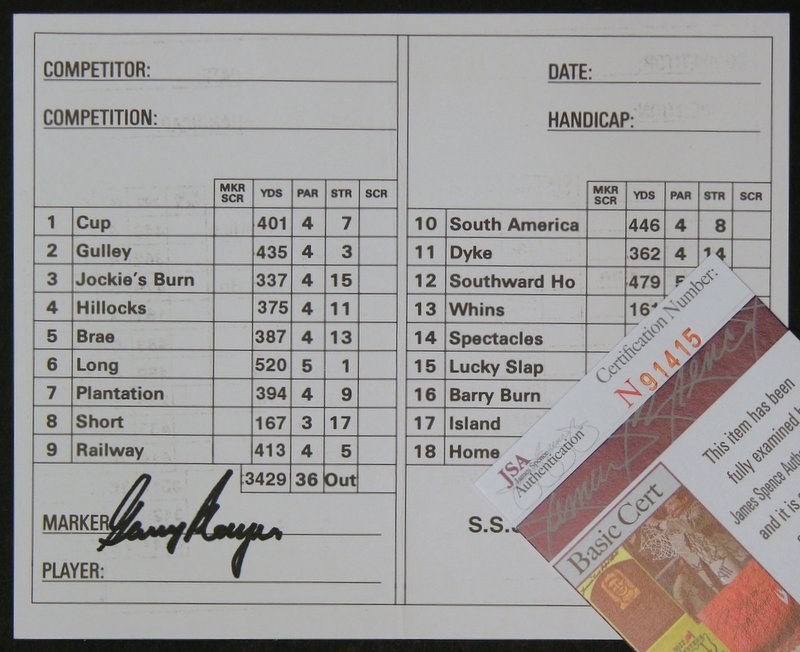 COMPETITOR:
COMPETITION:
DATE:
HANDICAP:
MKR SCR YDS PAR STR SCR
1 Cup 401 4 7
2 Gulley 435 4 3
3 Jockie's Burn 337 4 15
4 Hillocks 375 4 11
5 Brae 387 4 13
6 Long 520 5 1
7 Plantation 394 4 9
8 Short 167 3 17
9 Railway 413 4 5
3429 36 Out
MARKER
PLAYER:
MKR SCR YDS PAR STR SCR
10 South America 446 4 8
11 Dyke 362 4 14
12 Southward Ho 479 5
13 Whins 16
14 Spectacles
15 Lucky Slap
16 Barry Burn
17 Island
18 Home
S.S.
JSA Certification Number:
Authentication
N91415
Basic Cert
This item has been
fully examined
James Spence Auth
and it is